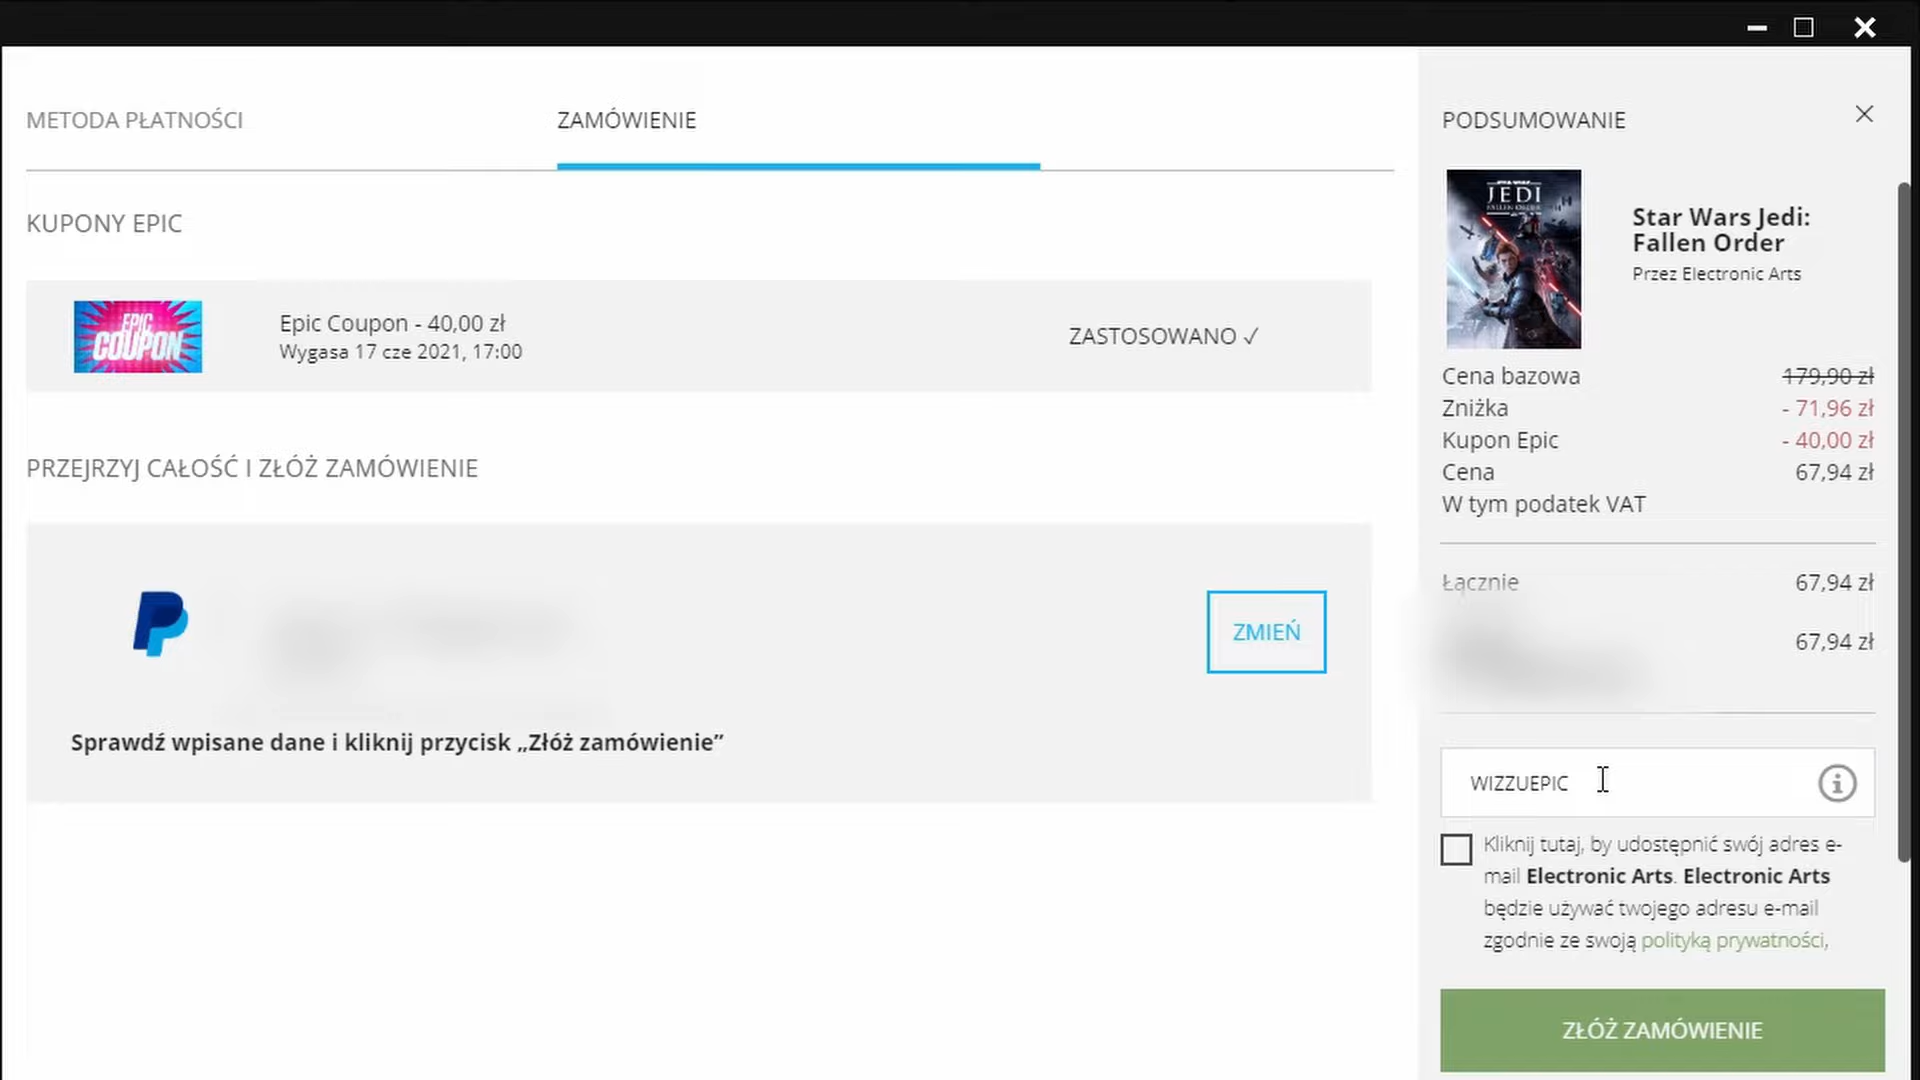 METODA PŁATNOŚCI
ZAMÓWIENIE
KUPONY EPIC
EPIC
COUPON
Epic Coupon - 40,00 zł
Wygasa 17 cze 2021, 17:00
ZASTOSOWANO ✓
PRZEJRZYJ CAŁOŚĆ I ZŁÓŻ ZAMÓWIENIE
ZMIEŃ
Sprawdź wpisane dane i kliknij przycisk „Złóż zamówienie”
PODSUMOWANIE
STAR WARS
JEDI
FALLEN ORDER
Star Wars Jedi:
Fallen Order
Przez Electronic Arts
Cena bazowa 179,90 zł
Zniżka - 71,96 zł
Kupon Epic - 40,00 zł
Cena 67,94 zł
W tym podatek VAT
Łącznie 67,94 zł
67,94 zł
WIZZUEPIC
Kliknij tutaj, by udostępnić swój adres e-
mail Electronic Arts. Electronic Arts
będzie używać twojego adresu e-mail
zgodnie ze swoją polityką prywatności,
ZŁÓŻ ZAMÓWIENIE